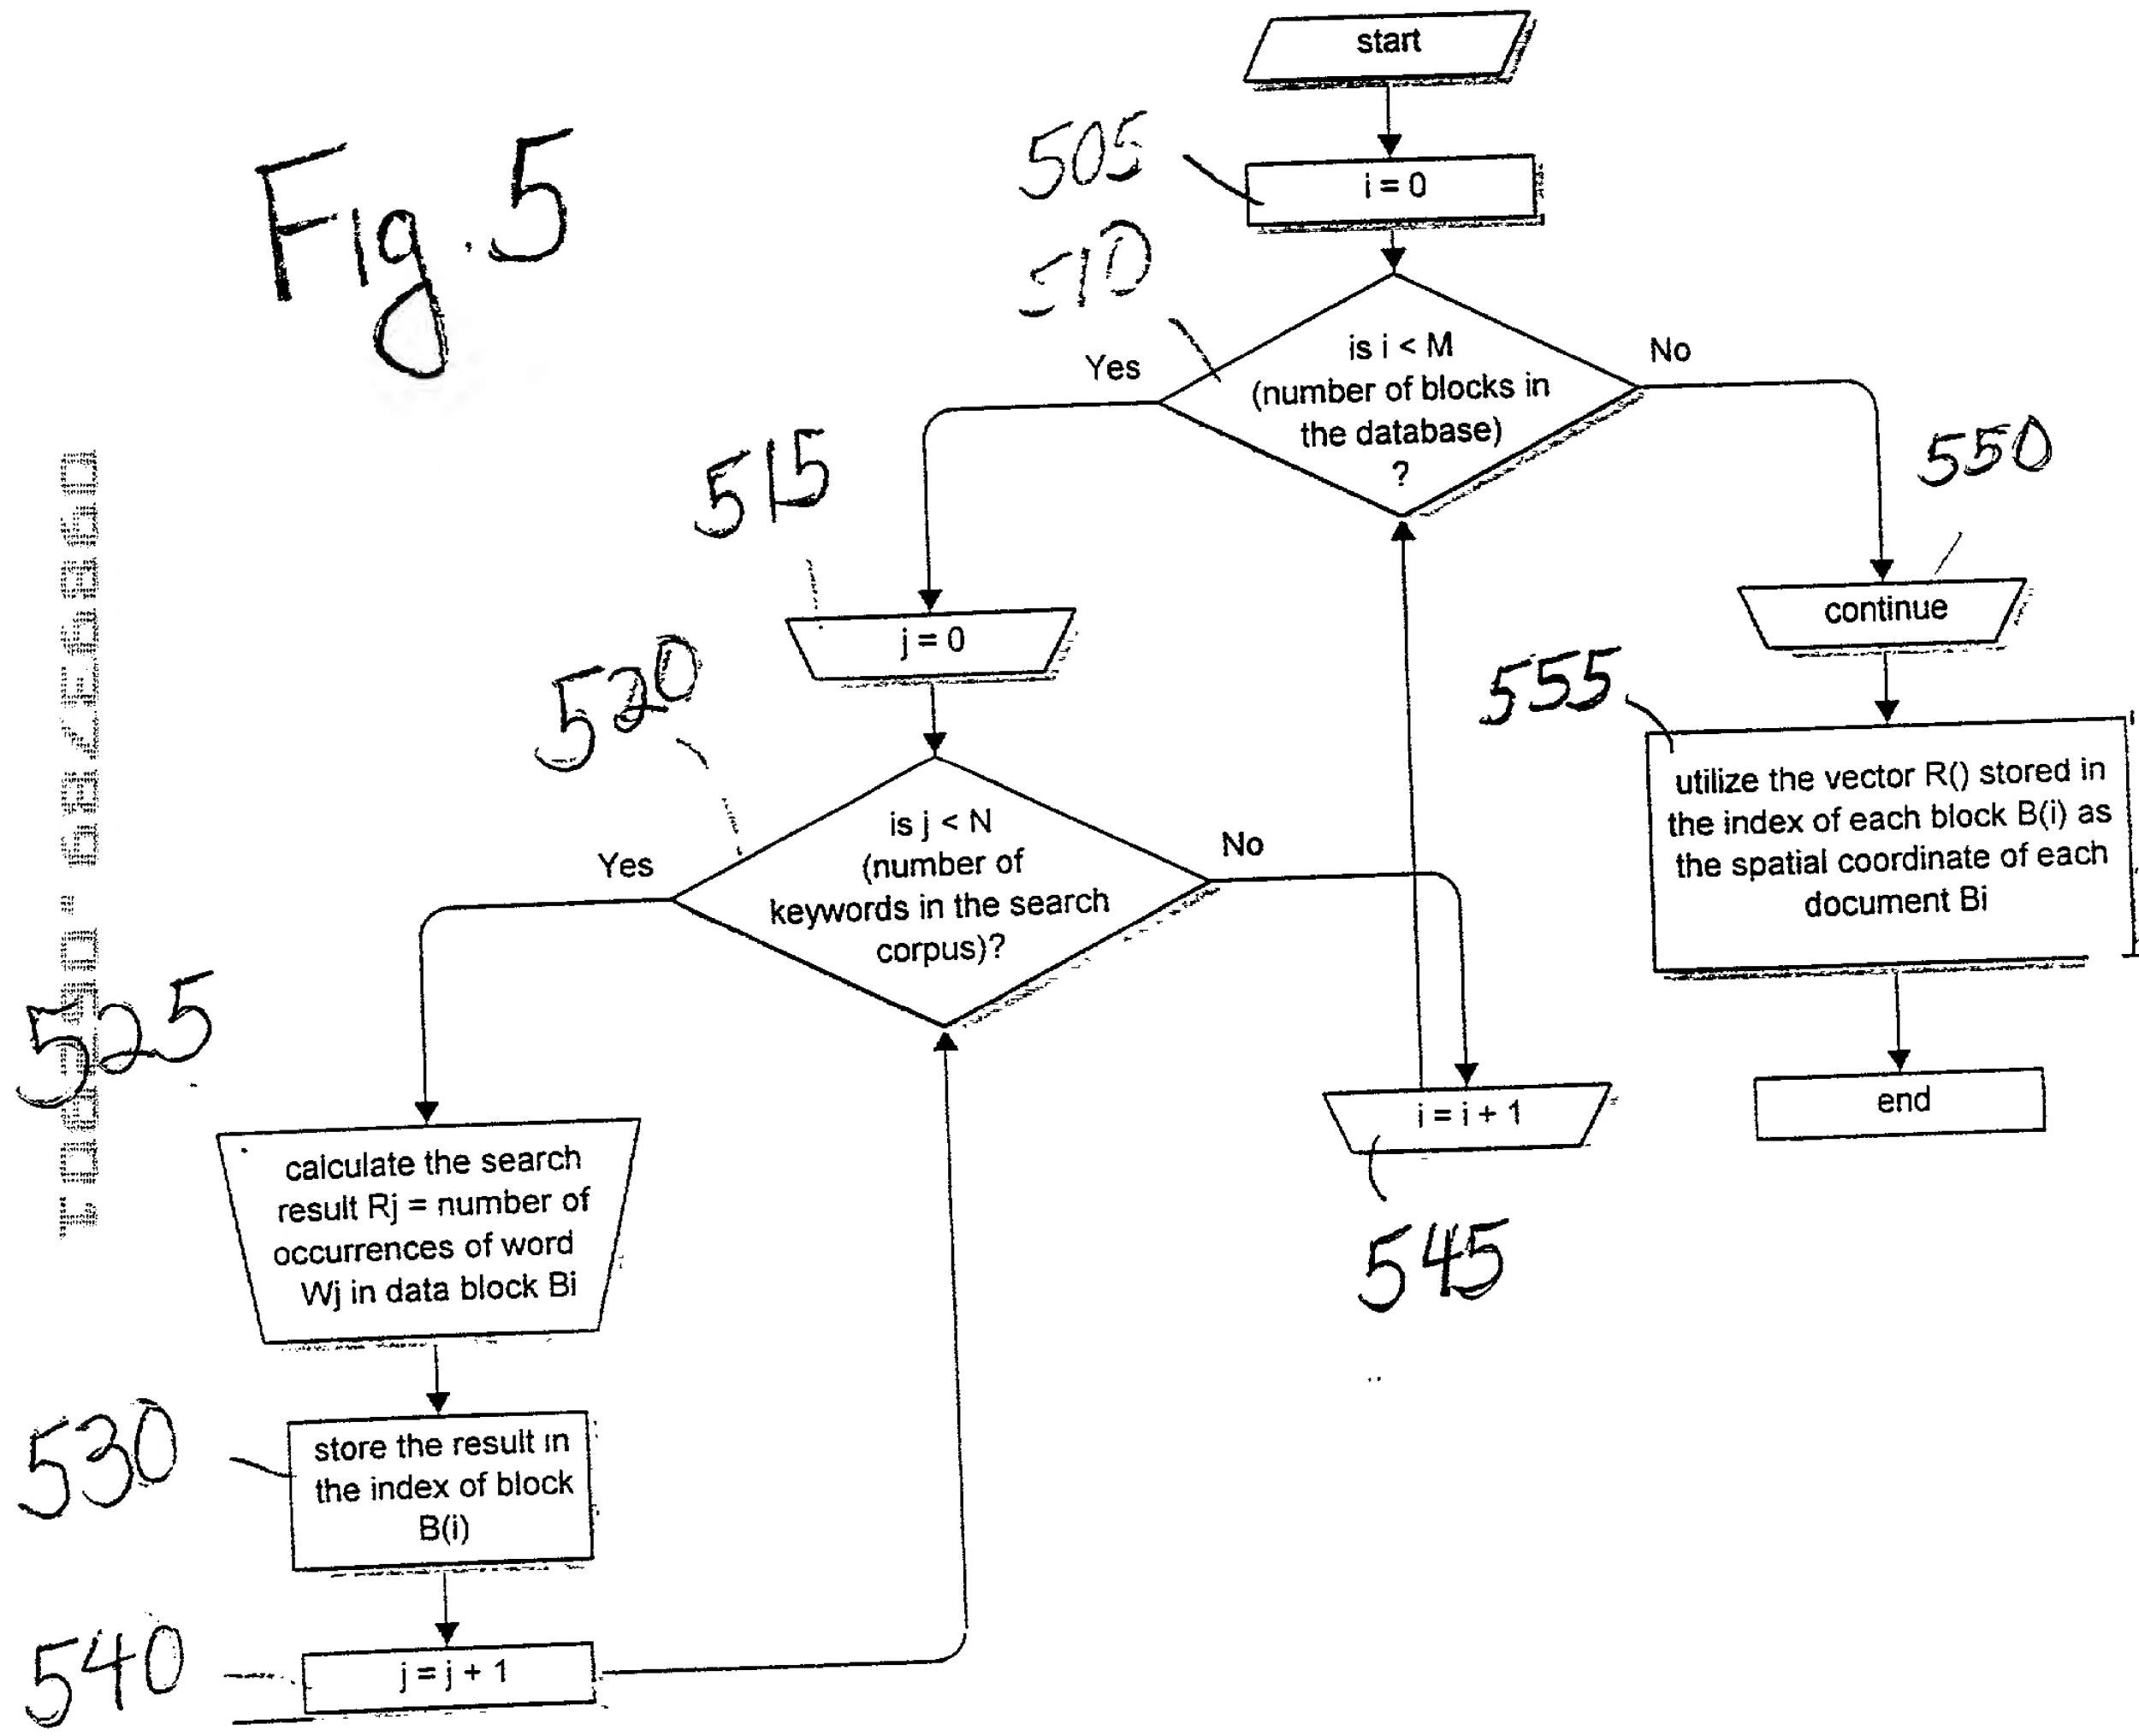 Fig. 5
start
505
i = 0
510
is i < M
(number of blocks in
the database)
?
Yes
No
515
550
j = 0
continue
520
555
is j < N
(number of
keywords in the search
corpus)?
Yes
No
utilize the vector R() stored in
the index of each block B(i) as
the spatial coordinate of each
document Bi
525
i = i + 1
end
calculate the search
result Rj = number of
occurrences of word
Wj in data block Bi
545
530
store the result in
the index of block
B(i)
540
j = j + 1